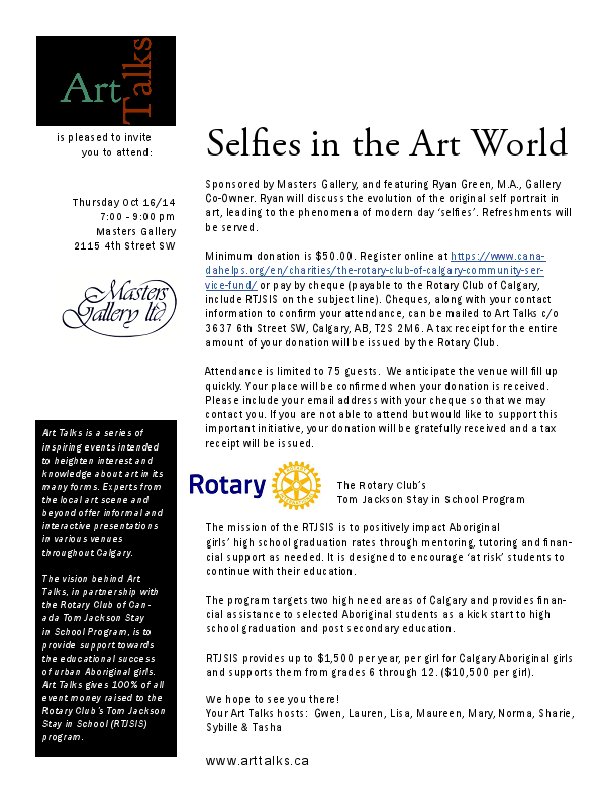 Art Talks
is pleased to invite
you to attend:
Thursday Oct 16/14
7:00 - 9:00 pm
Masters Gallery
2115 4th Street SW
Masters
Gallery ltd.
Art Talks is a series of
inspiring events intended
to heighten interest and
knowledge about art in its
many forms. Experts from
the local art scene and
beyond offer informal and
interactive presentations
in various venues
throughout Calgary.
The vision behind Art
Talks, in partnership with
the Rotary Club of Can-
ada Tom Jackson Stay
in School Program, is to
provide support towards
the educational success
of urban Aboriginal girls.
Art Talks gives 100% of all
event money raised to the
Rotary Club's Tom Jackson
Stay in School (RTJSIS)
program.
Selfies in the Art World
Sponsored by Masters Gallery, and featuring Ryan Green, M.A., Gallery
Co-Owner. Ryan will discuss the evolution of the original self portrait in
art, leading to the phenomena of modern day 'selfies'. Refreshments will
be served.
Minimum donation is $50.00. Register online at https://www.cana-
dahelps.org/en/charities/the-rotary-club-of-calgary-community-ser-
vice-fund/ or pay by cheque (payable to the Rotary Club of Calgary,
include RTJSIS on the subject line). Cheques, along with your contact
information to confirm your attendance, can be mailed to Art Talks c/o
3637 6th Street SW, Calgary, AB, T2S 2M6. A tax receipt for the entire
amount of your donation will be issued by the Rotary Club.
Attendance is limited to 75 guests. We anticipate the venue will fill up
quickly. Your place will be confirmed when your donation is received.
Please include your email address with your cheque so that we may
contact you. If you are not able to attend but would like to support this
important initiative, your donation will be gratefully received and a tax
receipt will be issued.
Rotary
The Rotary Club's
Tom Jackson Stay in School Program
The mission of the RTJSIS is to positively impact Aboriginal
girls' high school graduation rates through mentoring, tutoring and finan-
cial support as needed. It is designed to encourage 'at risk' students to
continue with their education.
The program targets two high need areas of Calgary and provides finan-
cial assistance to selected Aboriginal students as a kick start to high
school graduation and post secondary education.
RTJSIS provides up to $1,500 per year, per girl for Calgary Aboriginal girls
and supports them from grades 6 through 12. ($10,500 per girl).
We hope to see you there!
Your Art Talks hosts: Gwen, Lauren, Lisa, Maureen, Mary, Norma, Sharie,
Sybille & Tasha
www.arttalks.ca